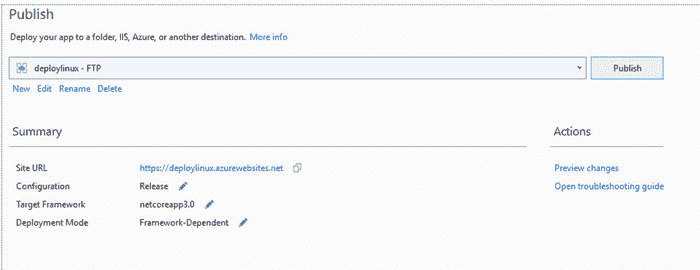 Publish
Deploy your app to a folder, IIS, Azure, or another destination. More info
deploylinux - FTP
Publish
New Edit Rename Delete
Summary
Actions
Site URL https://deploylinux.azurewebsites.net
Preview changes
Configuration Release
Open troubleshooting guide
Target Framework netcoreapp3.0
Deployment Mode Framework-Dependent